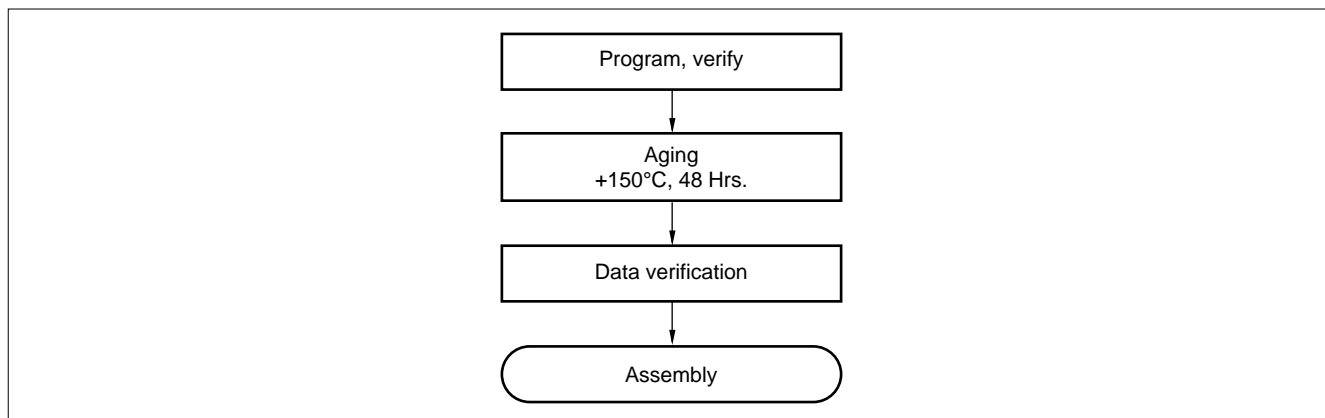 Program, verify
Aging
+150°C, 48 Hrs.
Data verification
Assembly